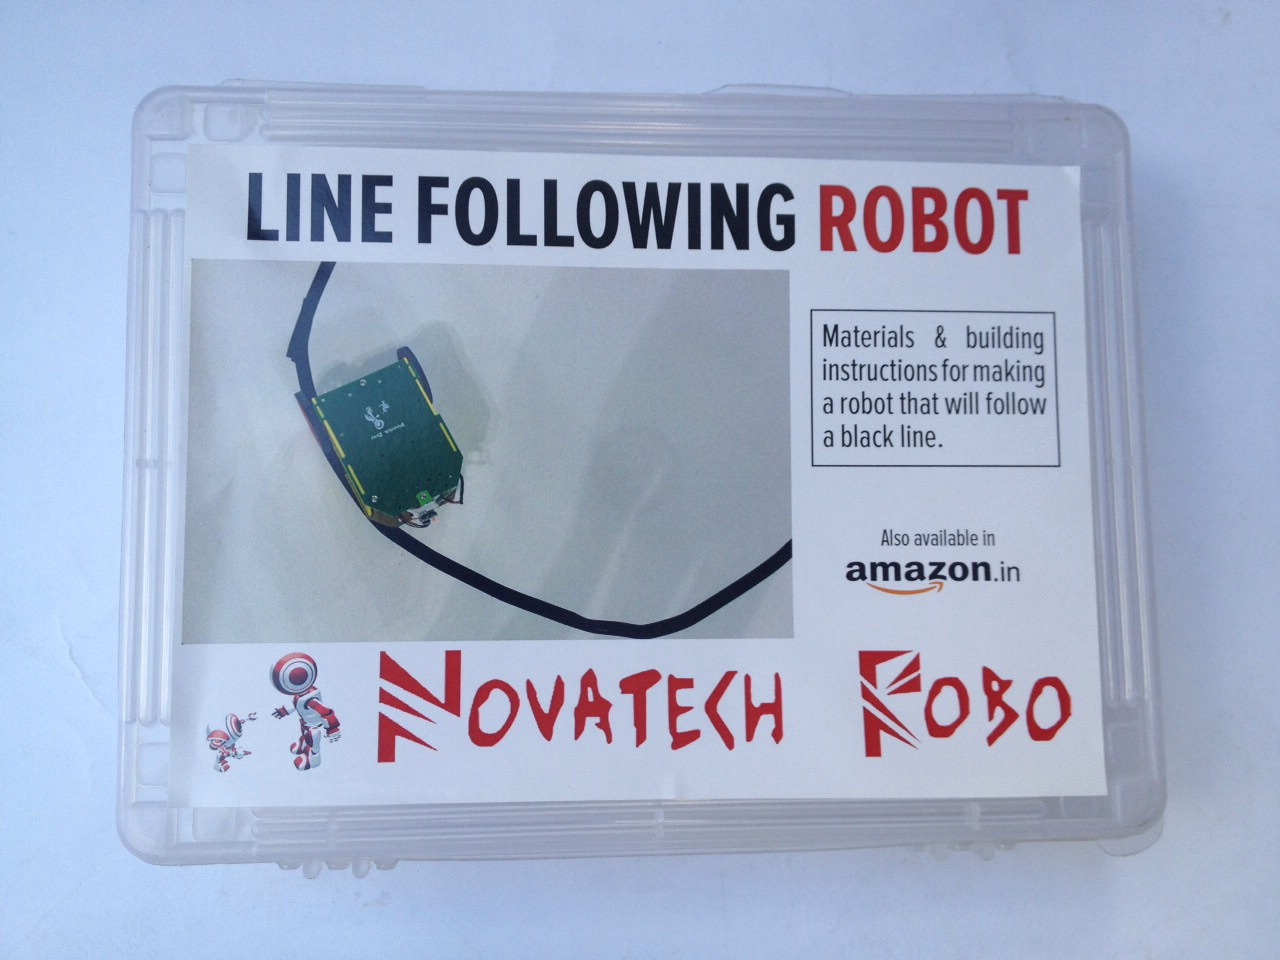 LINE FOLLOWING ROBOT
Materials & building
instructions for making
a robot that will follow
a black line.
Also available in
amazon.in
NOVATECH ROBO